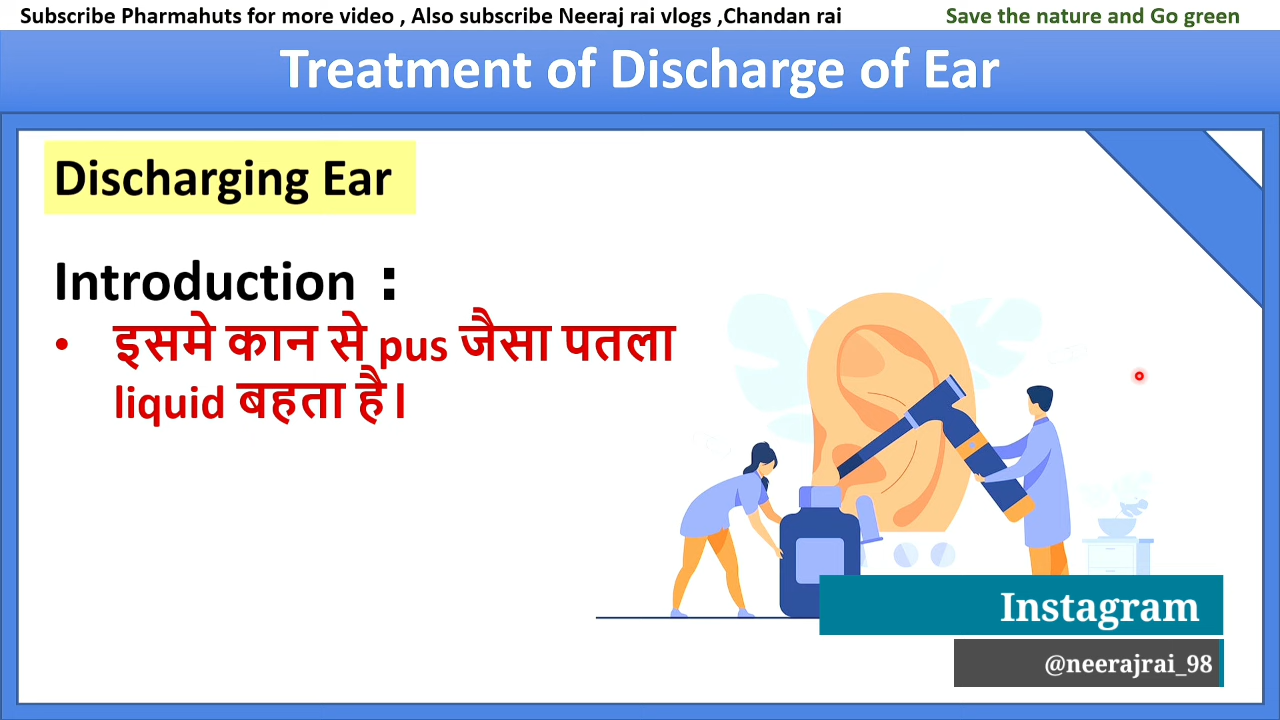 Subscribe Pharmahuts for more video , Also subscribe Neeraj rai vlogs ,Chandan rai
Save the nature and Go green
Treatment of Discharge of Ear
Discharging Ear
Introduction :
• इसमे कान से pus जैसा पतला
liquid बहता है।
Instagram
@neerajrai_98